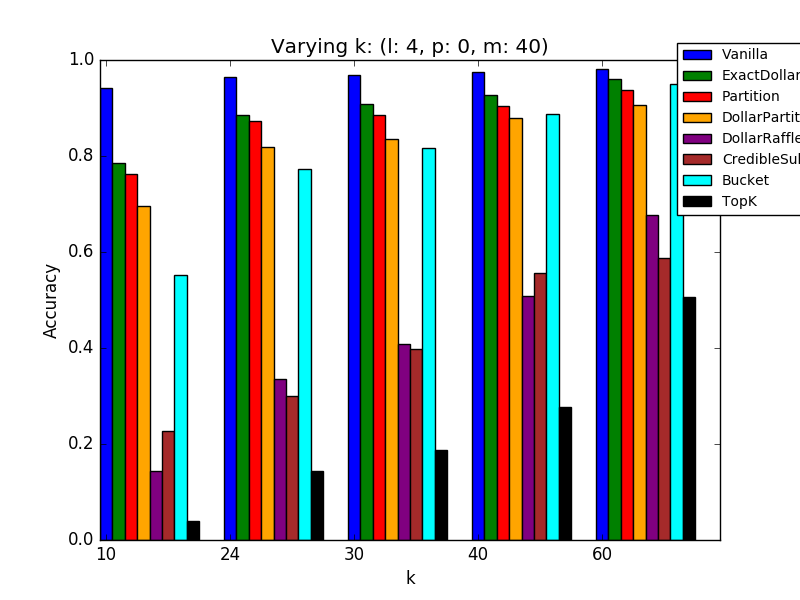 Varying k: (l: 4, p: 0, m: 40)
Vanilla
ExactDollar
Partition
DollarPartit
DollarRaffle
CredibleSu
Bucket
TopK
1.0
0.8
0.6
0.4
0.2
0.0
Accuracy
10 24 30 40 60
k